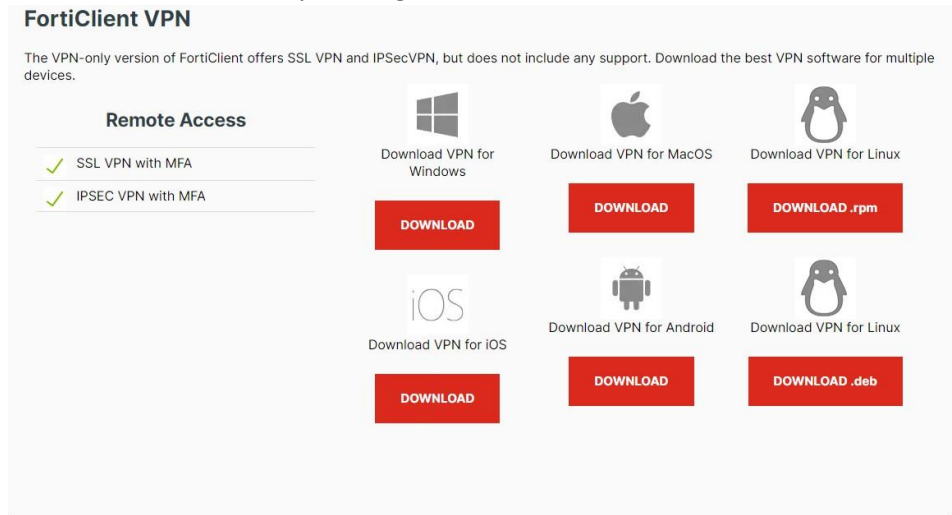 FortiClient VPN
The VPN-only version of FortiClient offers SSL VPN and IPSecVPN, but does not include any support. Download the best VPN software for multiple
devices.
Remote Access
SSL VPN with MFA
IPSEC VPN with MFA
Download VPN for
Windows
DOWNLOAD
Download VPN for MacOS
DOWNLOAD
Download VPN for Linux
DOWNLOAD .rpm
iOS
Download VPN for iOS
DOWNLOAD
Download VPN for Android
DOWNLOAD
Download VPN for Linux
DOWNLOAD .deb